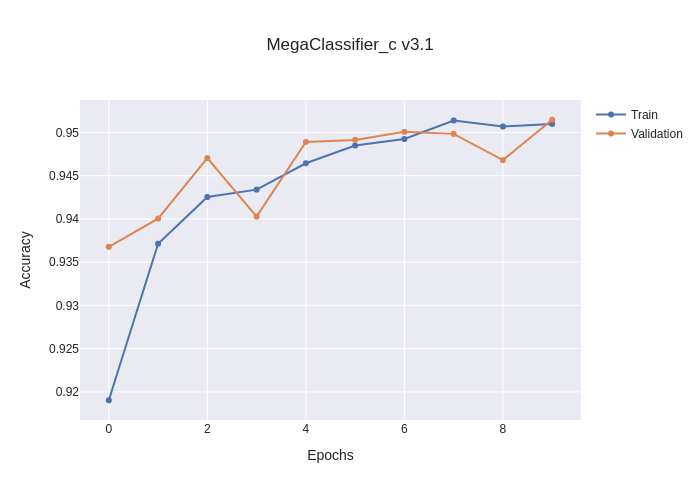 MegaClassifier_c v3.1
Train
Validation
Accuracy
0.95
0.945
0.94
0.935
0.93
0.925
0.92
0 2 4 6 8
Epochs